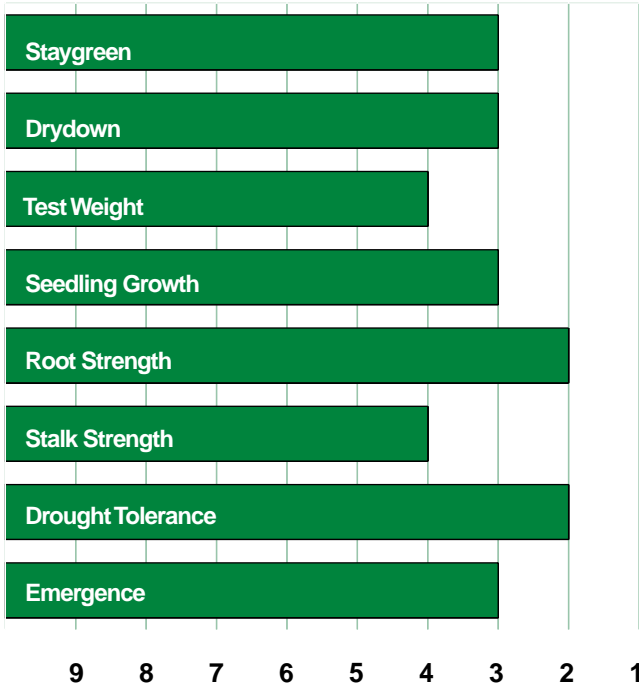 Staygreen
Drydown
Test Weight
Seedling Growth
Root Strength
Stalk Strength
Drought Tolerance
Emergence
9 8 7 6 5 4 3 2 1